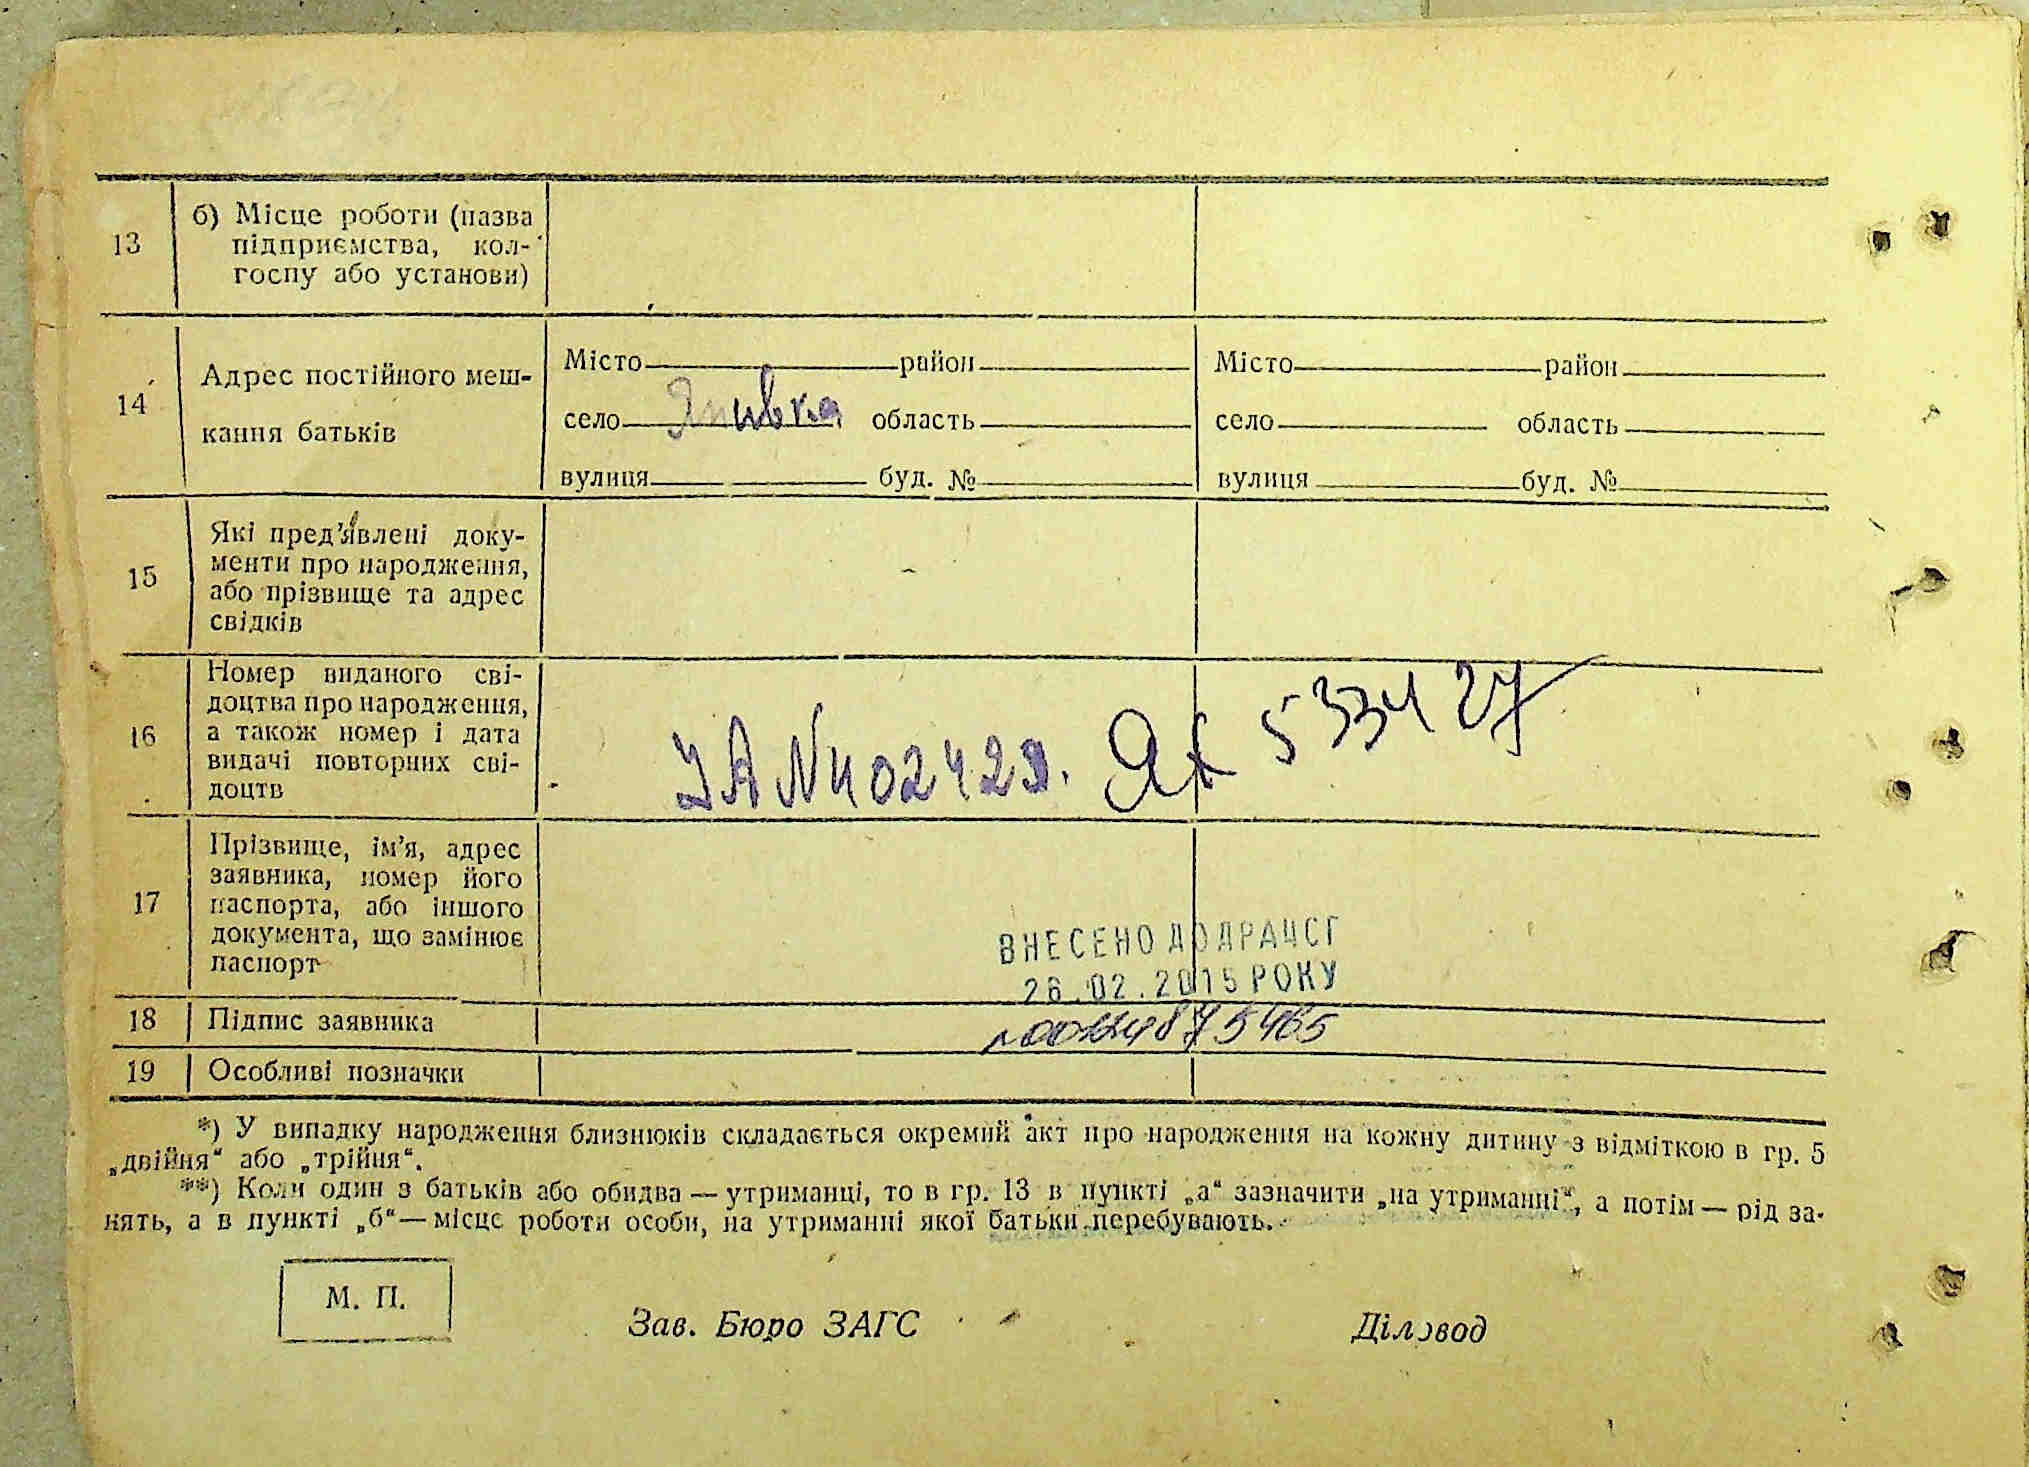 13
б) Місце роботи (назва
підприємства, кол-
госпу або установи)
14
Адрес постійного меш-
кання батьків
Місто район
село область
вулиця буд. №
Місто район
село область
вулиця буд. №
15
Які пред'явлені доку-
менти про народження,
або прізвище та адрес
свідків
16
Номер виданого сві-
доцтва про народження,
а також номер і дата
видачі повторних сві-
доцтв
533427
17
Прізвище, ім'я, адрес
заявника, номер його
паспорта, або іншого
документа, що замінює
паспорт
ВНЕСЕНО ДО ДРАЦСГ
26.02.2015 РОКУ
18 Підпис заявника
19 Особливі позначки
*) У випадку народження близнюків складається окремий акт про народження на кожну дитину з відміткою в гр. 5
„двійня“ або „трійня“.
**) Коли один з батьків або обидва — утриманці, то в гр. 13 в пункті „а“ зазначити „на утриманні“, а потім — рід за-
нять, а в пункті „б“ — місце роботи особи, на утриманні якої батьки перебувають.
М. П.
Зав. Бюро ЗАГС
Діловод